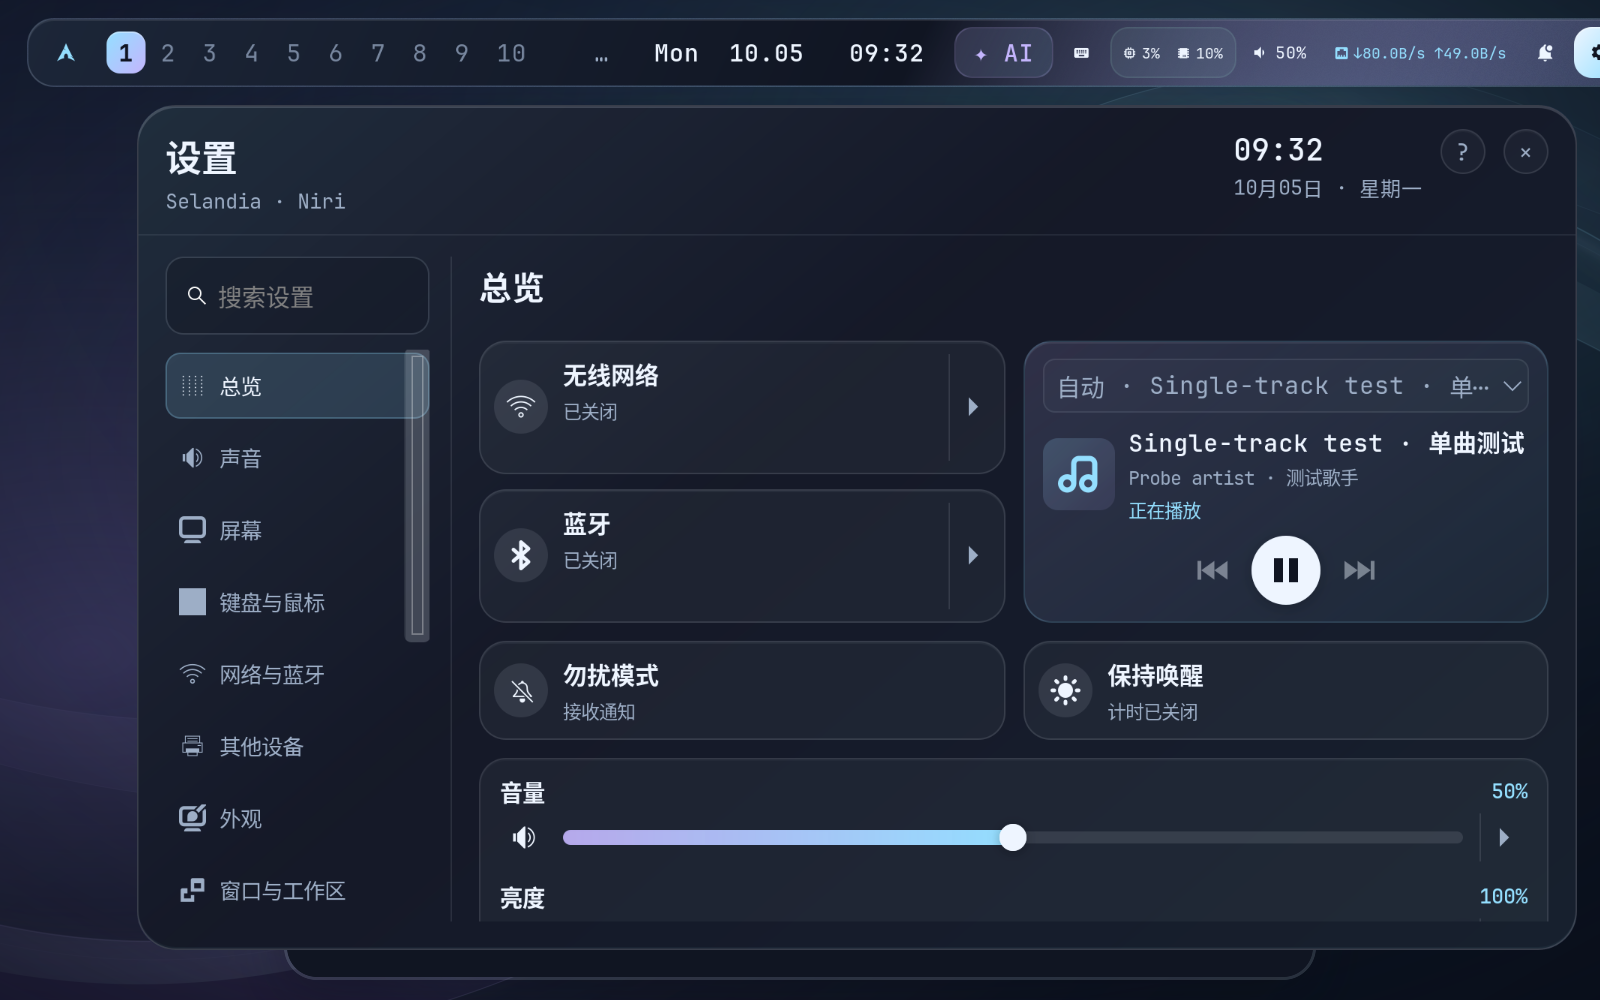 1 2 3 4 5 6 7 8 9 10 … Mon 10.05 09:32 AI 3% 10% 50% ↓80.0B/s ↑49.0B/s
设置
Selandia · Niri
09:32
10月05日 · 星期一
?
×
搜索设置
总览
声音
屏幕
键盘与鼠标
网络与蓝牙
其他设备
外观
窗口与工作区
总览
无线网络
已关闭
蓝牙
已关闭
自动 · Single-track test · 单…
Single-track test · 单曲测试
Probe artist · 测试歌手
正在播放
勿扰模式
接收通知
保持唤醒
计时已关闭
音量 50%
亮度 100%